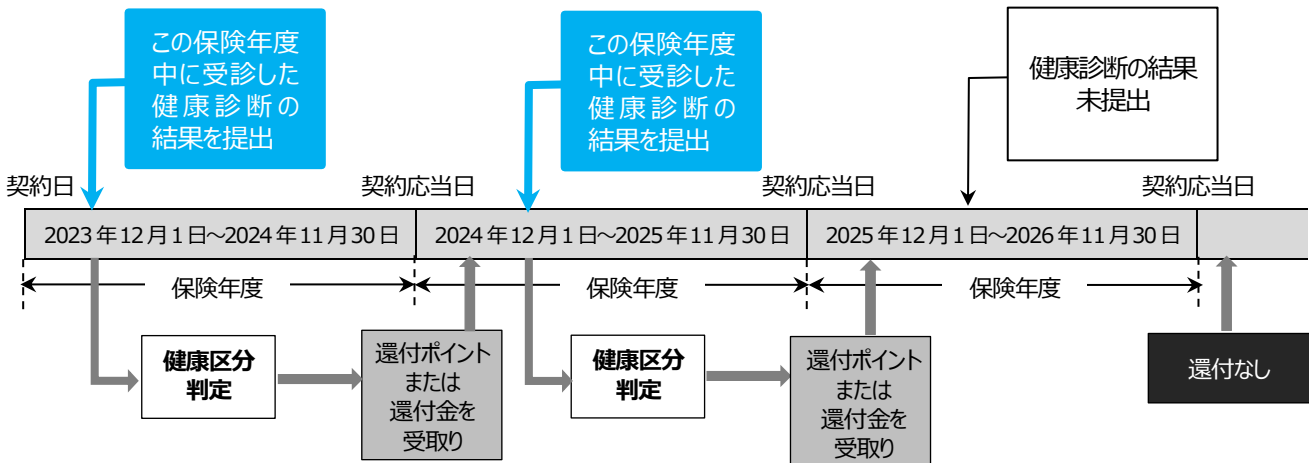 この保険年度
中に受診した
健康診断の
結果を提出
この保険年度
中に受診した
健康診断の
結果を提出
健康診断の結果
未提出
契約日
契約応当日
契約応当日
契約応当日
2023年12月1日～2024年11月30日
2024年12月1日～2025年11月30日
2025年12月1日～2026年11月30日
保険年度
保険年度
保険年度
健康区分
判定
還付ポイント
または
還付金を
受取り
健康区分
判定
還付ポイント
または
還付金を
受取り
還付なし